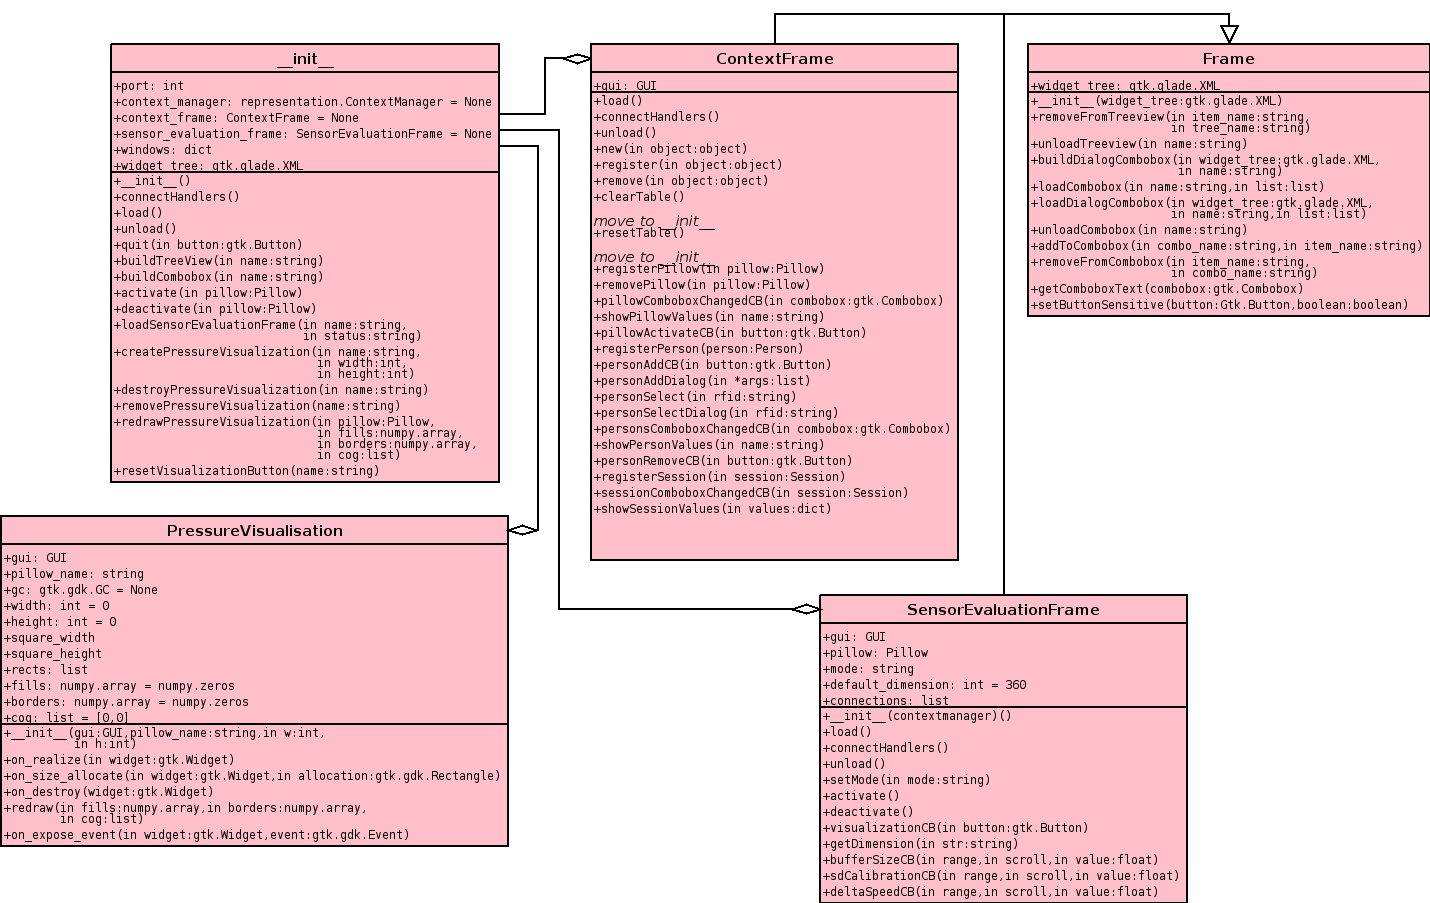 __init__
+port: int
+context_manager: representation.ContextManager = None
+context_frame: ContextFrame = None
+sensor_evaluation_frame: SensorEvaluationFrame = None
+windows: dict
+widget_tree: gtk.glade.XML
+__init__()
+connectHandlers()
+load()
+unload()
+quit(in button:gtk.Button)
+buildTreeView(in name:string)
+buildCombobox(in name:string)
+activate(in pillow:Pillow)
+deactivate(in pillow:Pillow)
+loadSensorEvaluationFrame(in name:string,
in status:string)
+createPressureVisualization(in name:string,
in width:int,
in height:int)
+destroyPressureVisualization(in name:string)
+removePressureVisualization(name:string)
+redrawPressureVisualization(in pillow:Pillow,
in fills:numpy.array,
in borders:numpy.array,
in cog:list)
+resetVisualizationButton(name:string)
ContextFrame
+gui: GUI
+load()
+connectHandlers()
+unload()
+new(in object:object)
+register(in object:object)
+remove(in object:object)
+clearTable()
move to __init__
+resetTable()
move to __init__
+registerPillow(in pillow:Pillow)
+removePillow(in pillow:Pillow)
+pillowComboboxChangedCB(in combobox:gtk.Combobox)
+showPillowValues(in name:string)
+pillowActivateCB(in button:gtk.Button)
+registerPerson(person:Person)
+personAddCB(in button:gtk.Button)
+personAddDialog(in *args:list)
+personSelect(in rfid:string)
+personSelectDialog(in rfid:string)
+personsComboboxChangedCB(in combobox:gtk.Combobox)
+showPersonValues(in name:string)
+personRemoveCB(in button:gtk.Button)
+registerSession(in session:Session)
+sessionComboboxChangedCB(in session:Session)
+showSessionValues(in values:dict)
Frame
+widget_tree: gtk.glade.XML
+__init__(widget_tree:gtk.glade.XML)
+removeFromTreeview(in item_name:string,
in tree_name:string)
+unloadTreeview(in name:string)
+buildDialogCombobox(in widget_tree:gtk.glade.XML,
in name:string)
+loadCombobox(in name:string,in list:list)
+loadDialogCombobox(in widget_tree:gtk.glade.XML,
in name:string,in list:list)
+unloadCombobox(in name:string)
+addToCombobox(in combo_name:string,in item_name:string)
+removeFromCombobox(in item_name:string,
in combo_name:string)
+getComboboxText(combobox:gtk.Combobox)
+setButtonSensitive(button:Gtk.Button,boolean:boolean)
PressureVisualisation
+gui: GUI
+pillow_name: string
+gc: gtk.gdk.GC = None
+width: int = 0
+height: int = 0
+square_width
+square_height
+rects: list
+fills: numpy.array = numpy.zeros
+borders: numpy.array = numpy.zeros
+cog: list = [0,0]
+__init__(gui:GUI,pillow_name:string,in w:int,
in h:int)
+on_realize(in widget:gtk.Widget)
+on_size_allocate(in widget:gtk.Widget,in allocation:gtk.gdk.Rectangle)
+on_destroy(widget:gtk.Widget)
+redraw(in fills:numpy.array,in borders:numpy.array,
in cog:list)
+on_expose_event(in widget:gtk.Widget,event:gtk.gdk.Event)
SensorEvaluationFrame
+gui: GUI
+pillow: Pillow
+mode: string
+default_dimension: int = 360
+connections: list
+__init__(contextmanager)()
+load()
+connectHandlers()
+unload()
+setMode(in mode:string)
+activate()
+deactivate()
+visualizationCB(in button:gtk.Button)
+getDimension(in str:string)
+bufferSizeCB(in range,in scroll,in value:float)
+sdCalibrationCB(in range,in scroll,in value:float)
+deltaSpeedCB(in range,in scroll,in value:float)